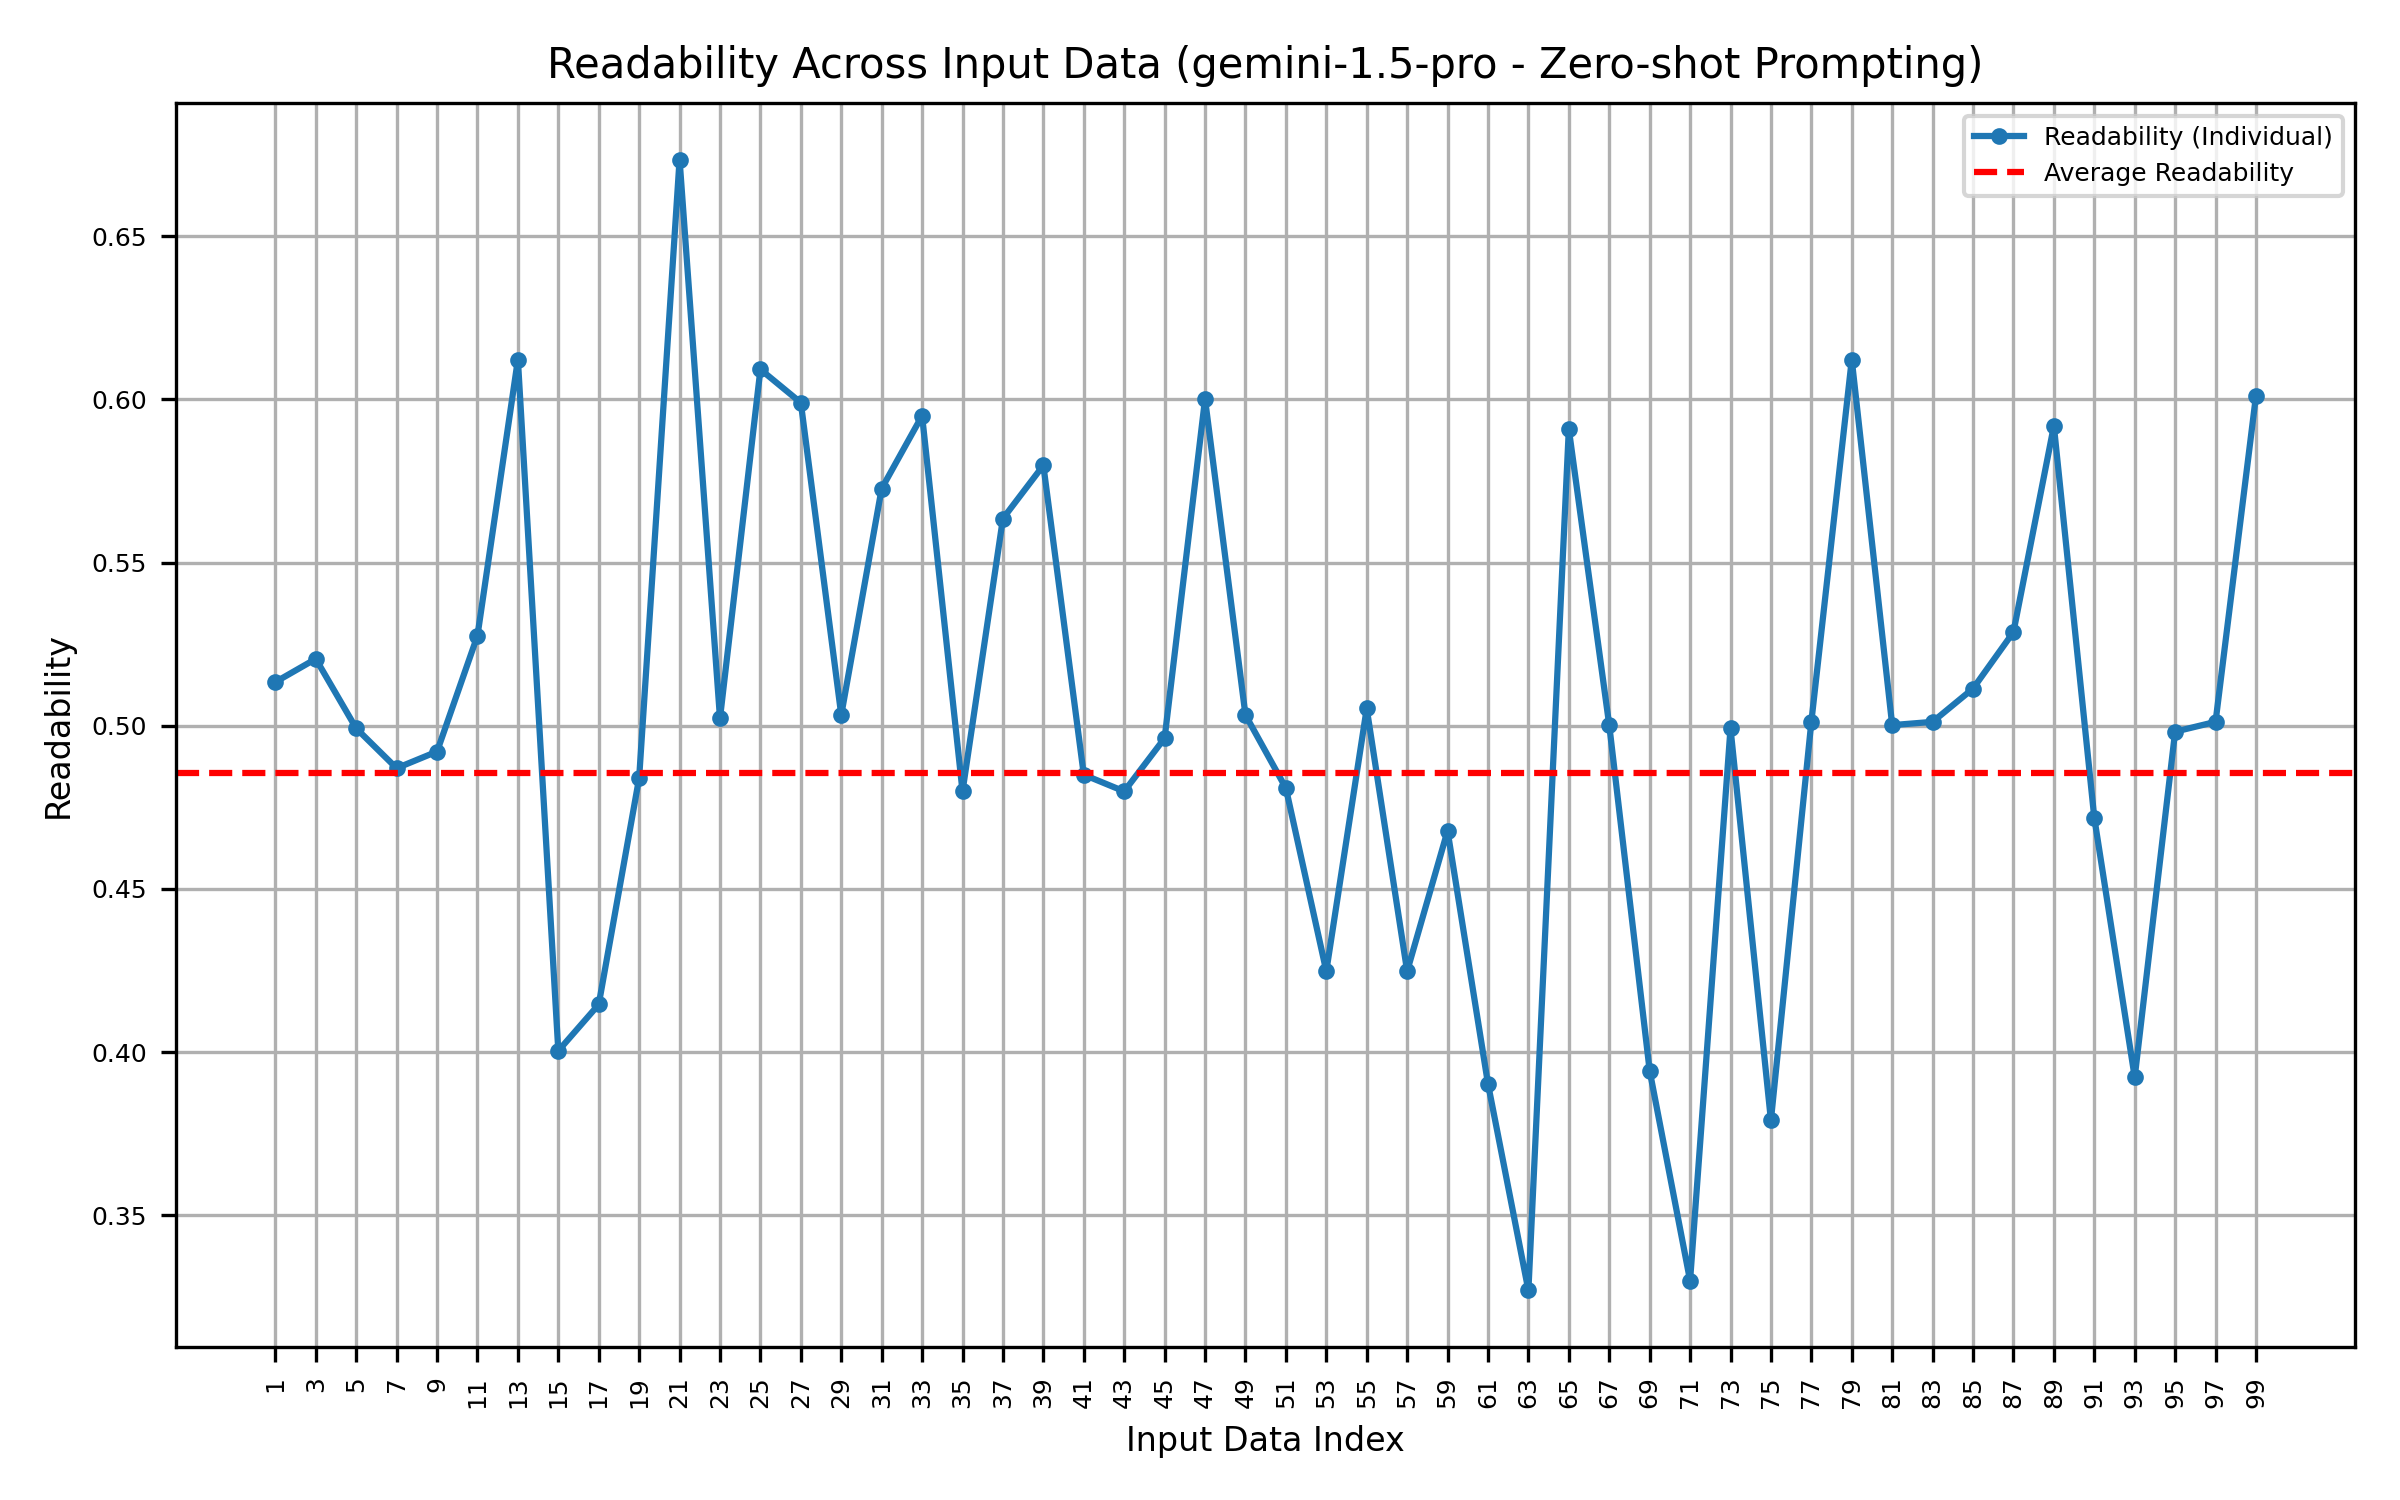 Readability Across Input Data (gemini-1.5-pro - Zero-shot Prompting)
Readability (Individual)
Average Readability
Readability
0.65
0.60
0.55
0.50
0.45
0.40
0.35
1 3 5 7 9 11 13 15 17 19 21 23 25 27 29 31 33 35 37 39 41 43 45 47 49 51 53 55 57 59 61 63 65 67 69 71 73 75 77 79 81 83 85 87 89 91 93 95 97 99
Input Data Index